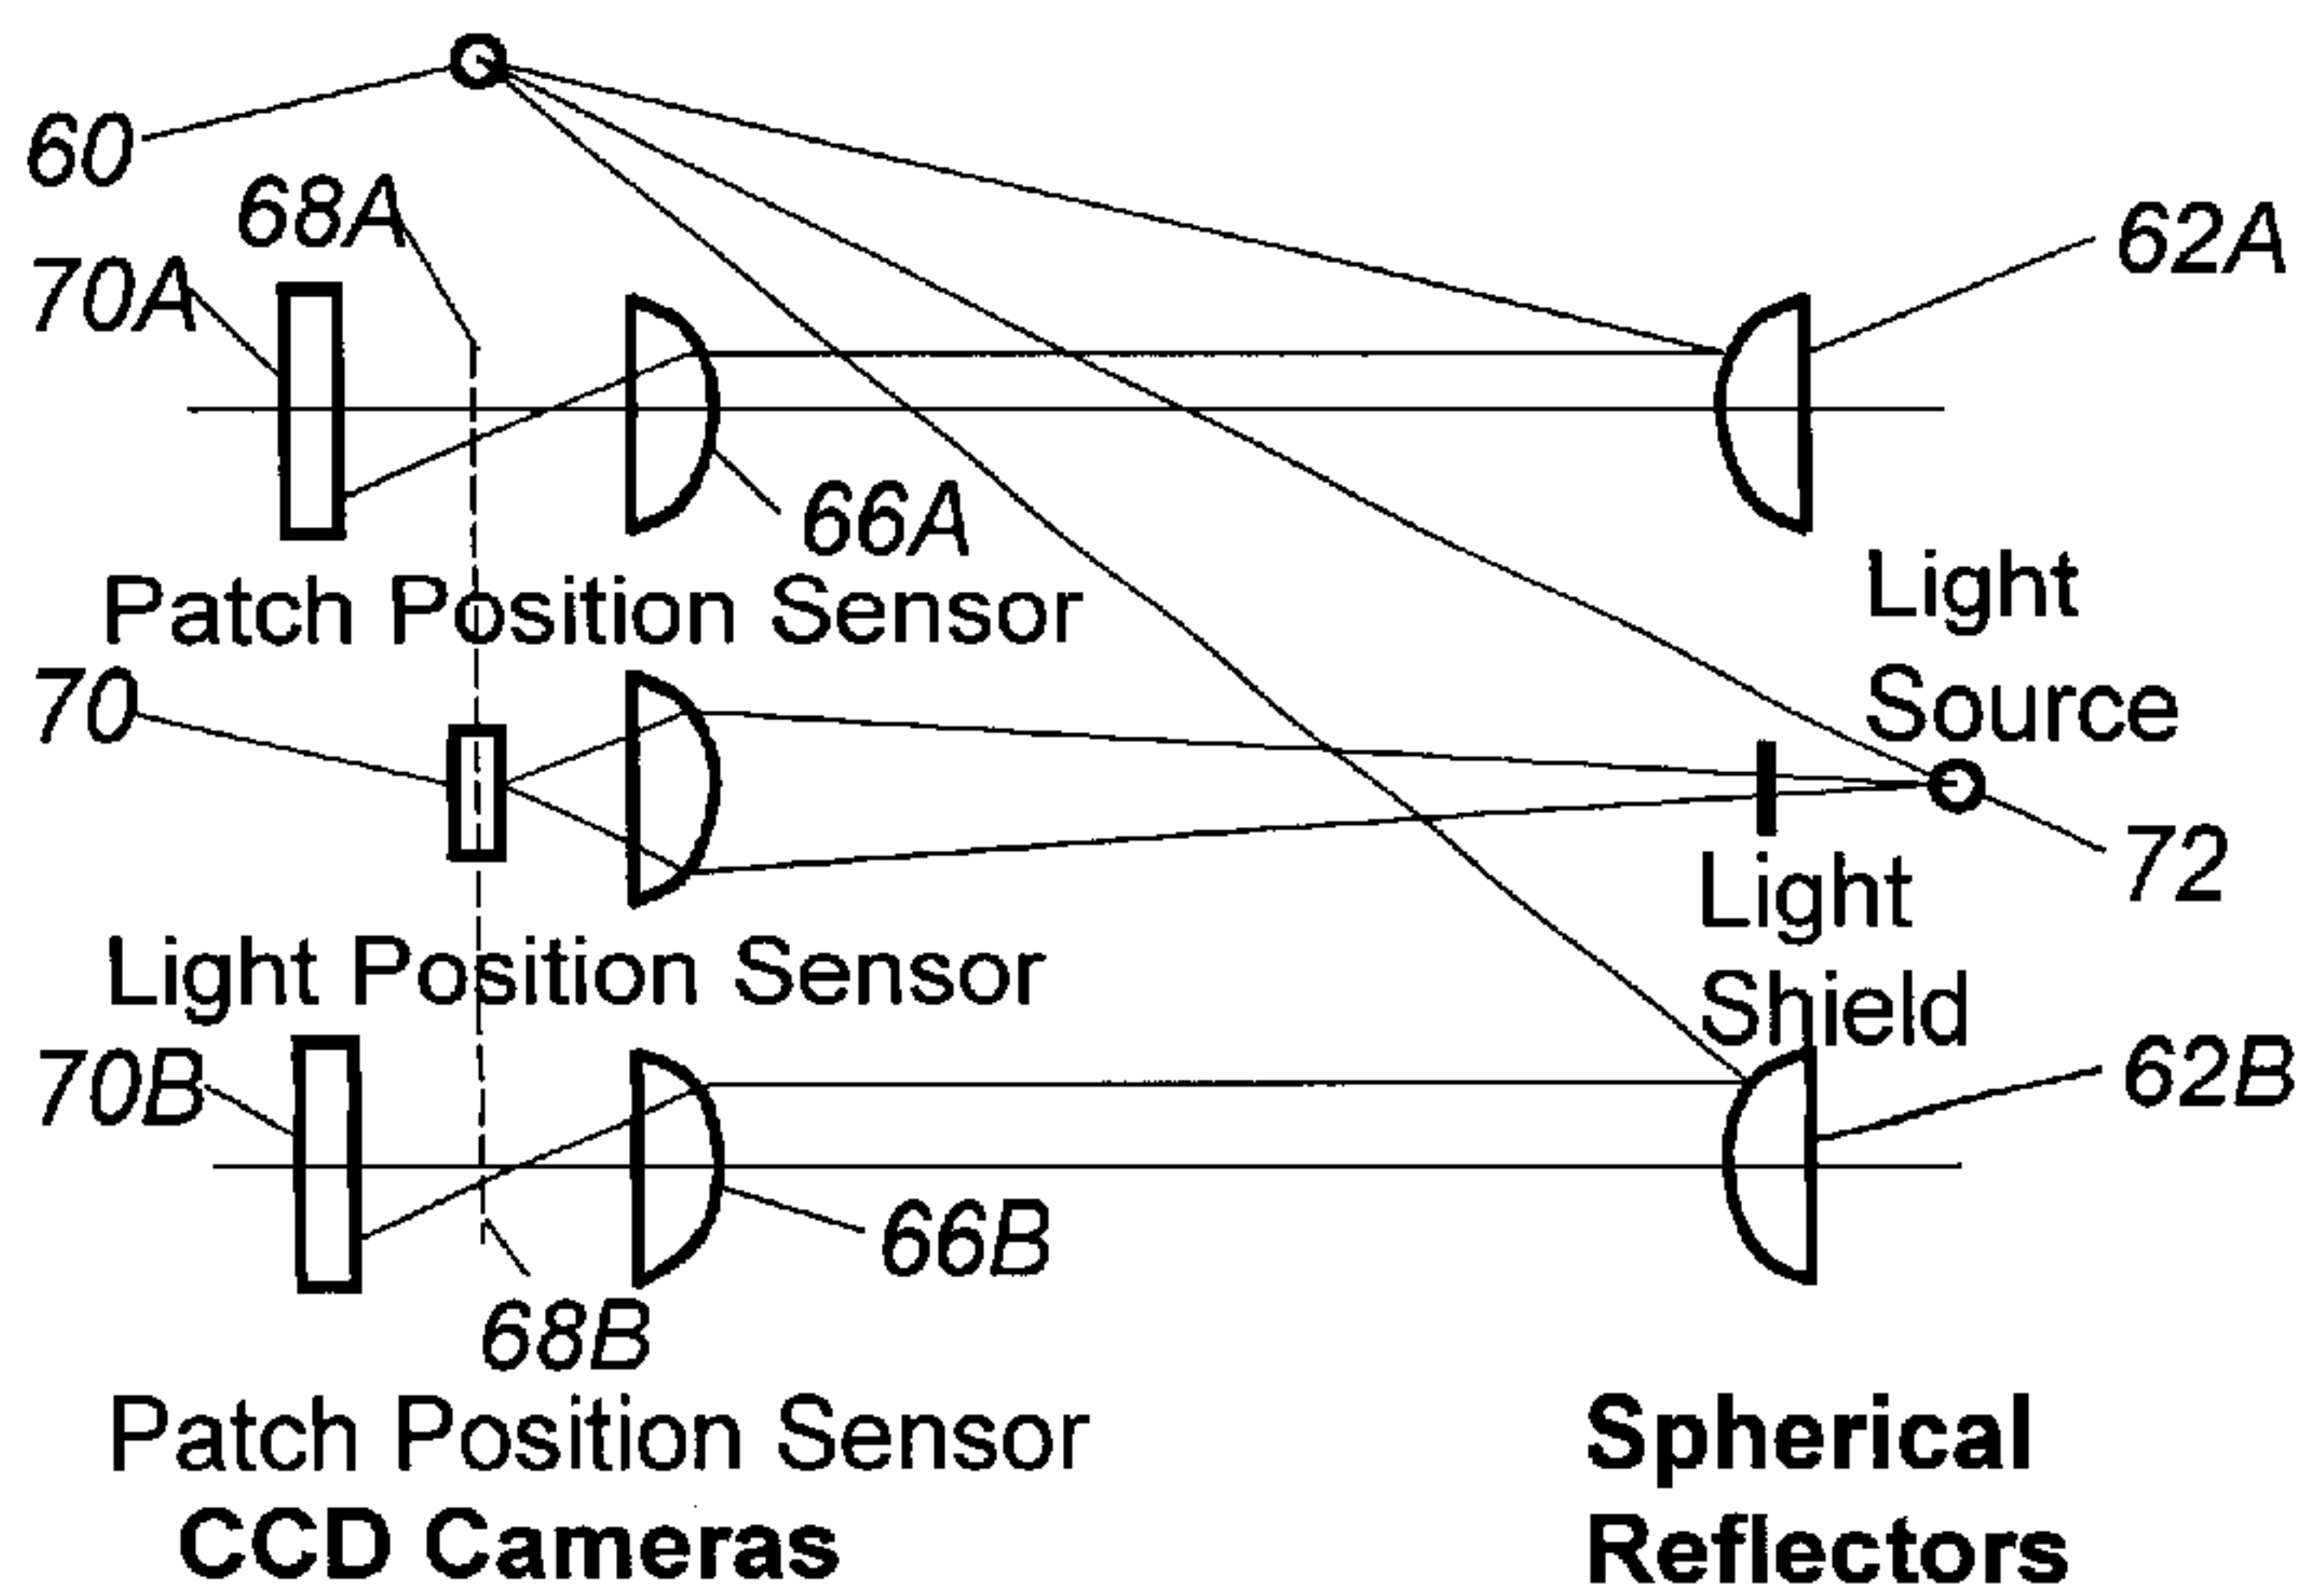 60
68A
62A
70A
66A
Light
Source
Patch Position Sensor
70
72
Light
Shield
Light Position Sensor
70B
62B
66B
68B
Patch Position Sensor
CCD Cameras
Spherical
Reflectors